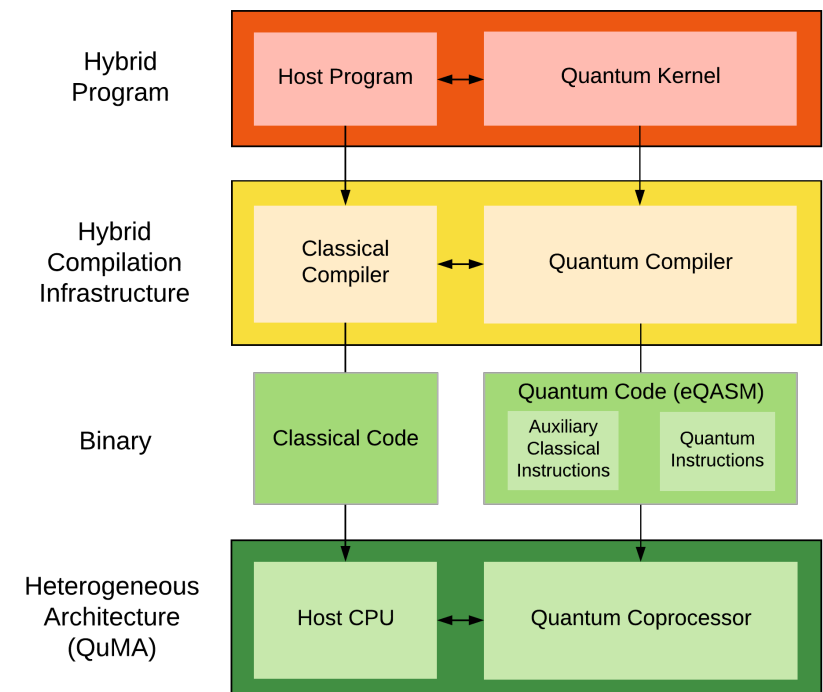 Hybrid
Program
Host Program
Quantum Kernel
Hybrid
Compilation
Infrastructure
Classical
Compiler
Quantum Compiler
Binary
Classical Code
Quantum Code (eQASM)
Auxiliary
Classical
Instructions
Quantum
Instructions
Heterogeneous
Architecture
(QuMA)
Host CPU
Quantum Coprocessor